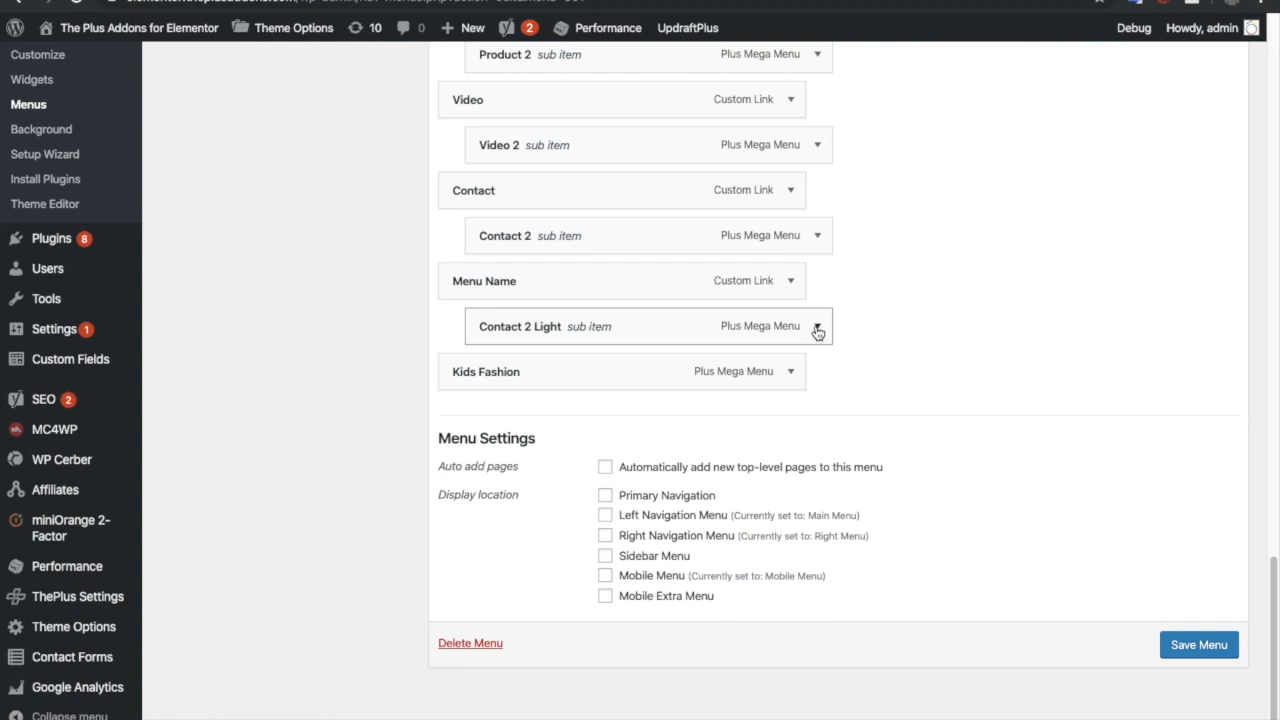 The Plus Addons for Elementor Theme Options 10 0 New 2 Performance UpdraftPlus Debug Howdy, admin
Customize
Widgets
Menus
Background
Setup Wizard
Install Plugins
Theme Editor
Plugins 8
Users
Tools
Settings 1
Custom Fields
SEO 2
MC4WP
WP Cerber
Affiliates
miniOrange 2-
Factor
Performance
ThePlus Settings
Theme Options
Contact Forms
Google Analytics
Collapse menu
Product 2 sub item Plus Mega Menu
Video Custom Link
Video 2 sub item Plus Mega Menu
Contact Custom Link
Contact 2 sub item Plus Mega Menu
Menu Name Custom Link
Contact 2 Light sub item Plus Mega Menu
Kids Fashion Plus Mega Menu
Menu Settings
Auto add pages Automatically add new top-level pages to this menu
Display location Primary Navigation
Left Navigation Menu (Currently set to: Main Menu)
Right Navigation Menu (Currently set to: Right Menu)
Sidebar Menu
Mobile Menu (Currently set to: Mobile Menu)
Mobile Extra Menu
Delete Menu Save Menu